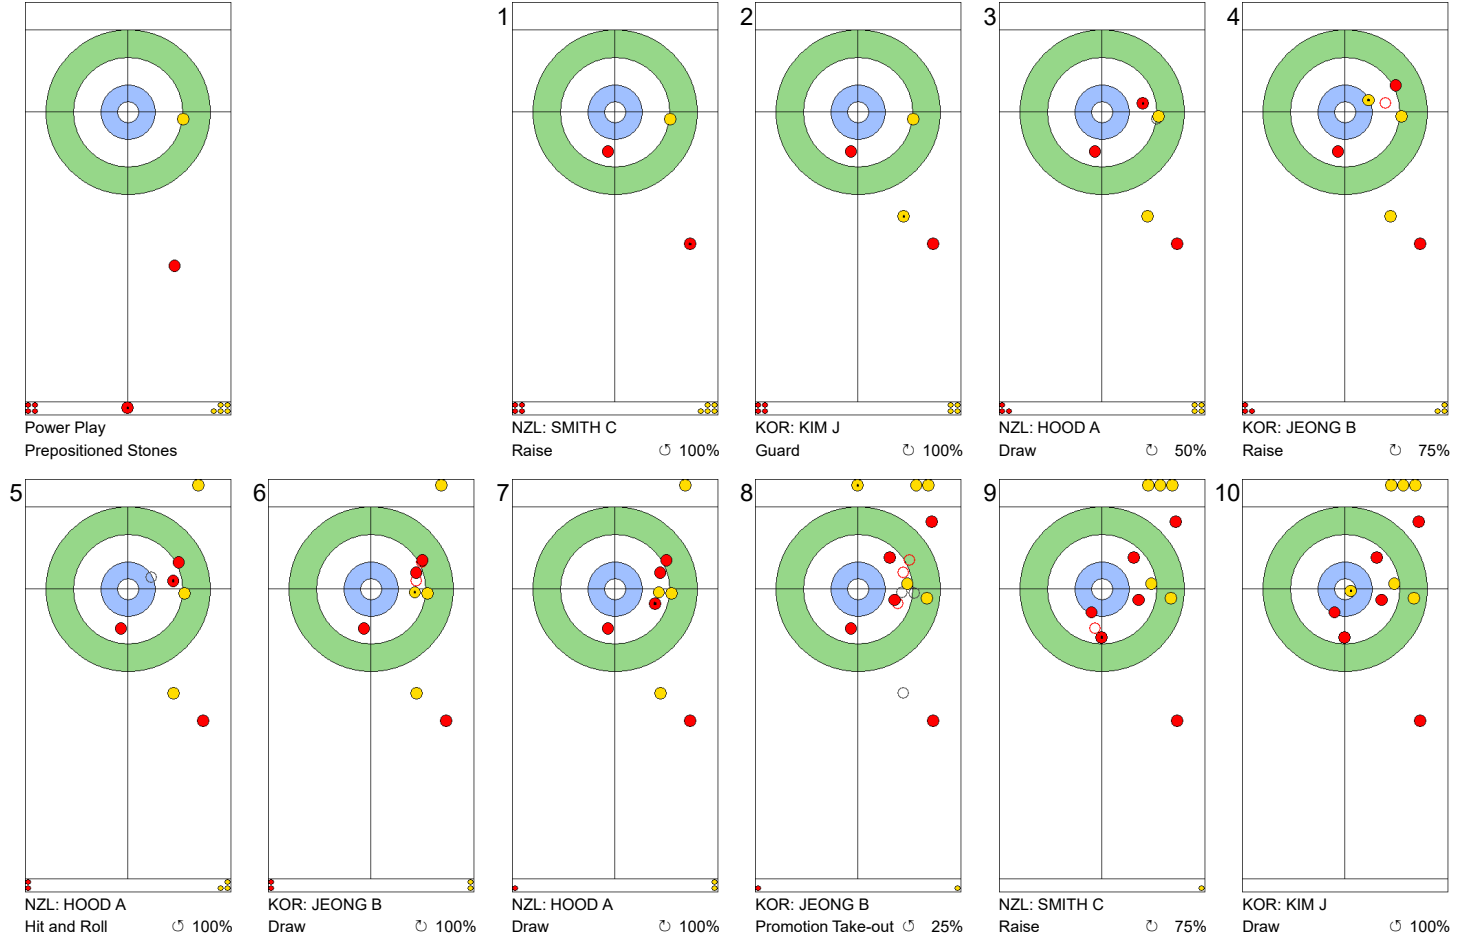 Power Play
Prepositioned Stones
1
NZL: SMITH C
Raise 100%
2
KOR: KIM J
Guard 100%
3
NZL: HOOD A
Draw 50%
4
KOR: JEONG B
Raise 75%
5
NZL: HOOD A
Hit and Roll 100%
6
KOR: JEONG B
Draw 100%
7
NZL: HOOD A
Draw 100%
8
KOR: JEONG B
Promotion Take-out 25%
9
NZL: SMITH C
Raise 75%
10
KOR: KIM J
Draw 100%